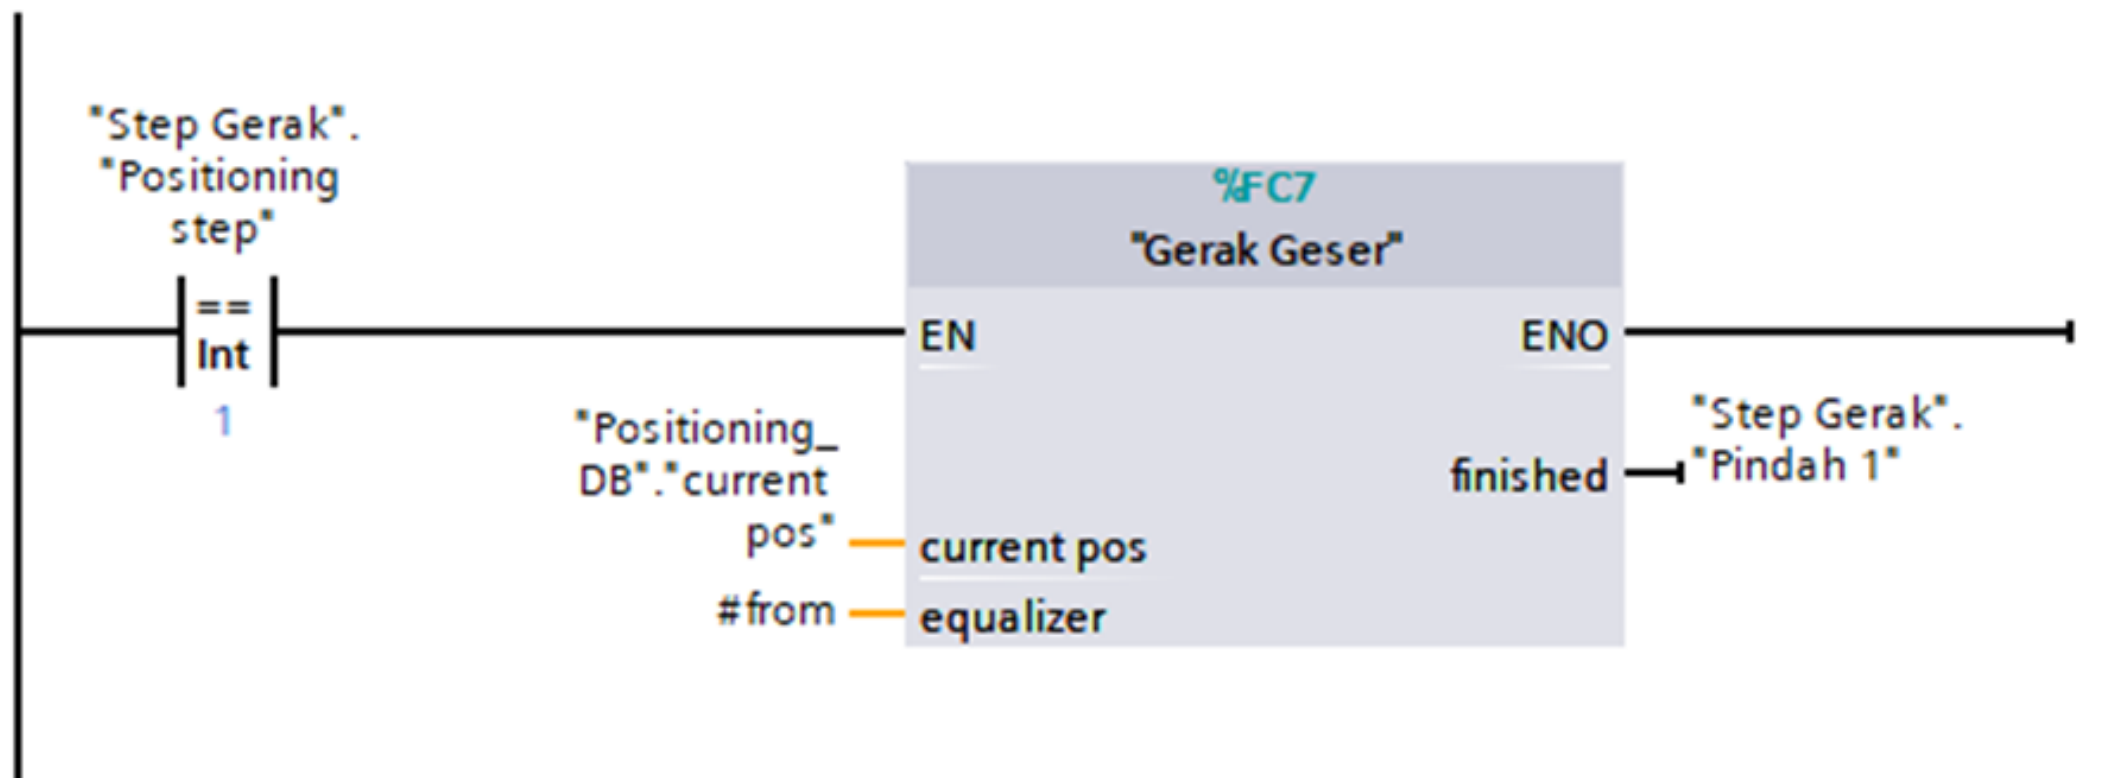 "Step Gerak".
"Positioning
step"
==
Int
1
%FC7
"Gerak Geser"
EN
ENO
"Positioning_
DB"."current
pos"
current pos
#from
equalizer
finished
"Step Gerak".
"Pindah 1"